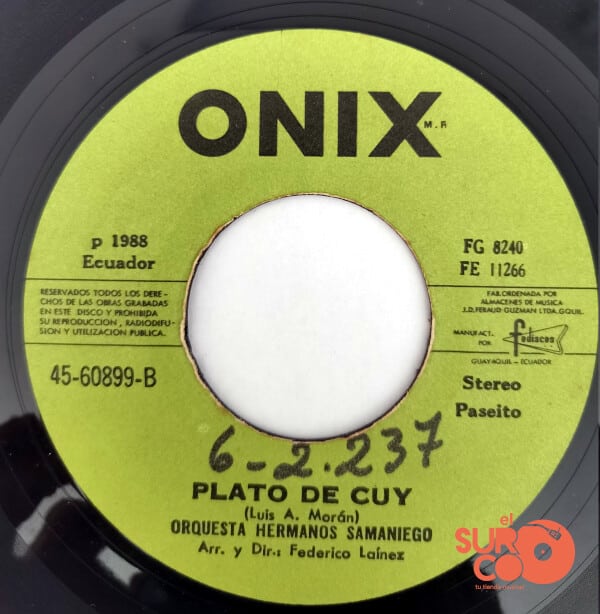 ONIX
M.R
p 1988
Ecuador
RESERVADOS TODOS LOS DERE-
CHOS DE LAS OBRAS GRABADAS
EN ESTE .DISCO Y PROHIBIDA
SU REPRODUCCION , RADIODIFU-
SION Y UTILIZACION PUBLICA.
45-60899-B
FG 8240
FE 11266
FAB.ORDENADA POR
ALMACENES DE MUSICA
J.D.FERAUD GUZMAN LTDA.GQUIL.
MANUFACT.
POR
fediscos
GUAYAQUIL - ECUADOR
Stereo
Paseito
6-2.237
PLATO DE CUY
(Luis A. Morán)
ORQUESTA HERMANOS SAMANIEGO
Arr. y Dir.: Federico Laínez
el
SURCO
tu tienda musical